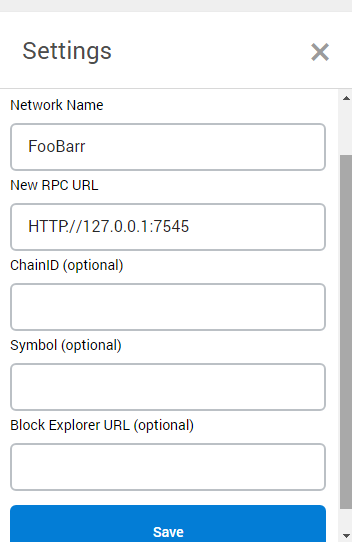 Settings
Network Name
FooBarr
New RPC URL
HTTP://127.0.0.1:7545
ChainID (optional)
Symbol (optional)
Block Explorer URL (optional)
Save